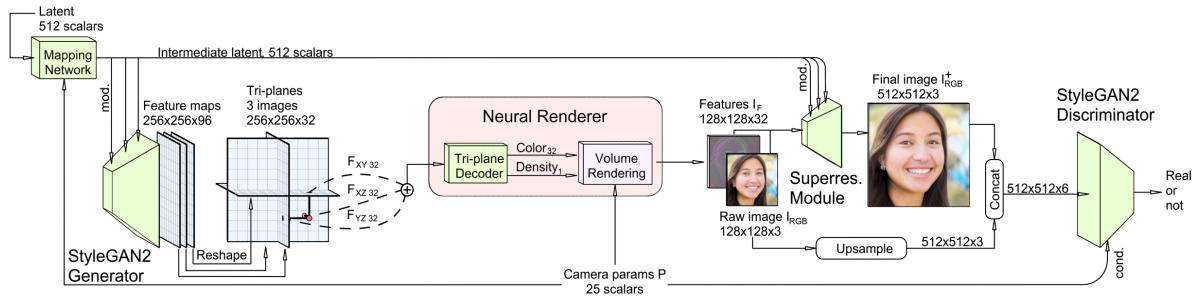 Latent
512 scalars
Mapping
Network
Intermediate latent, 512 scalars
mod.
Feature maps
256x256x96
Tri-planes
3 images
256x256x32
StyleGAN2
Generator
Reshape
F_XY 32
F_XZ 32
F_YZ 32
Neural Renderer
Tri-plane
Decoder
Color_32
Density_1
Volume
Rendering
Camera params P
25 scalars
Features I_F
128x128x32
Raw image I_RGB
128x128x3
mod.
Superres.
Module
Upsample
512x512x3
Final image I_RGB^+
512x512x3
Concat
512x512x6
StyleGAN2
Discriminator
cond.
Real
or
not